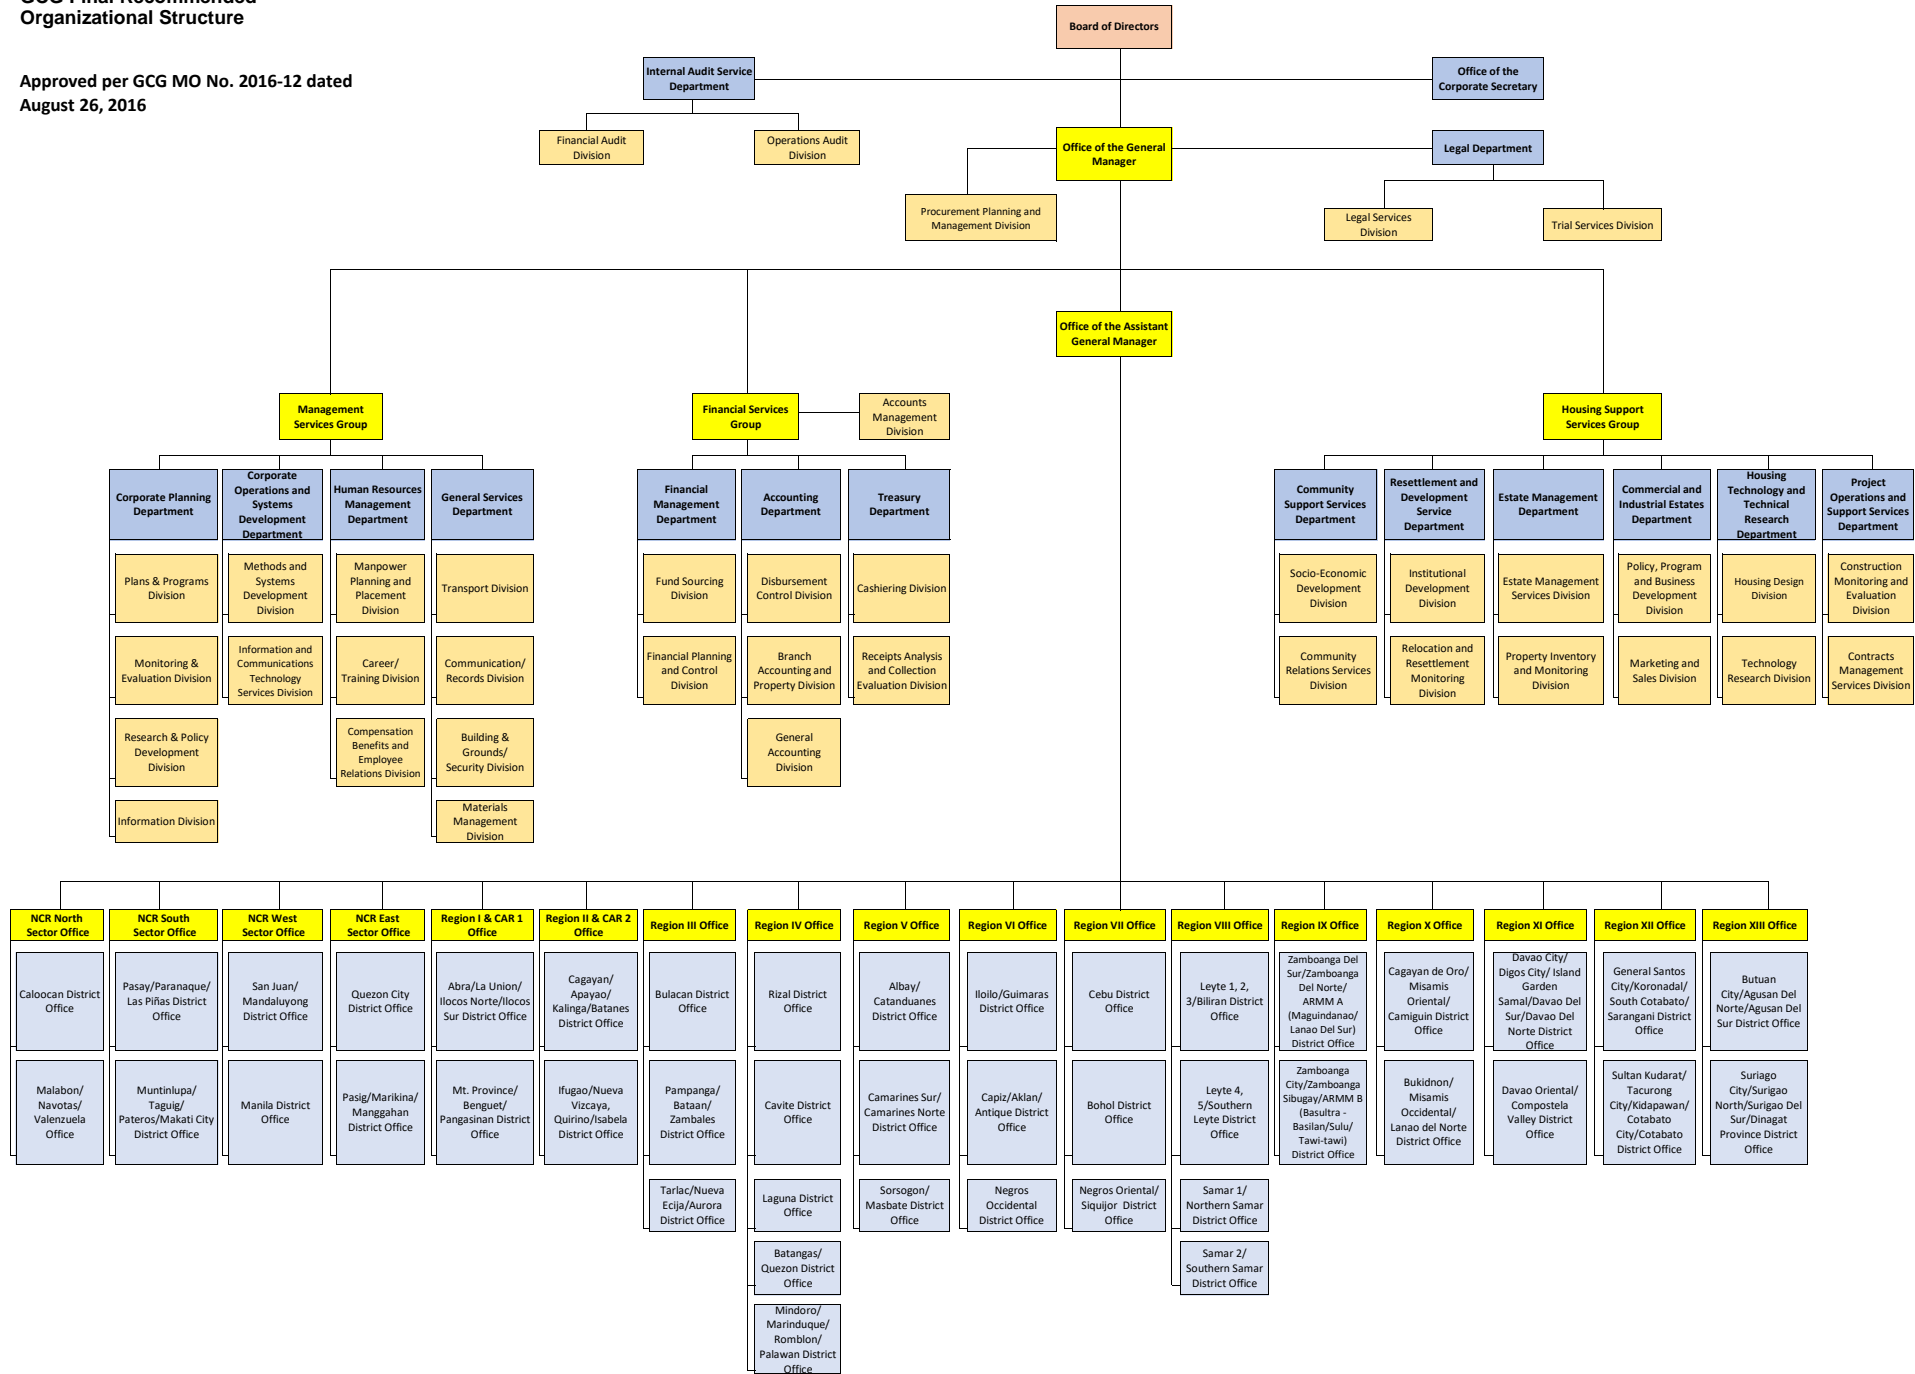 GCG Final Recommended
Organizational Structure
Approved per GCG MO No. 2016-12 dated
August 26, 2016
Board of Directors
Internal Audit Service
Department
Office of the
Corporate Secretary
Financial Audit
Division
Operations Audit
Division
Office of the General
Manager
Legal Department
Procurement Planning and
Management Division
Legal Services
Division
Trial Services Division
Office of the Assistant
General Manager
Management
Services Group
Financial Services
Group
Accounts
Management
Division
Housing Support
Services Group
Corporate Planning
Department
Corporate
Operations and
Systems
Development
Department
Human Resources
Management
Department
General Services
Department
Financial
Management
Department
Accounting
Department
Treasury
Department
Community
Support Services
Department
Resettlement and
Development
Service
Department
Estate Management
Department
Commercial and
Industrial Estates
Department
Housing
Technology and
Technical
Research
Department
Project
Operations and
Support Services
Department
Plans & Programs
Division
Methods and
Systems
Development
Division
Manpower
Planning and
Placement
Division
Transport Division
Fund Sourcing
Division
Disbursement
Control Division
Cashiering Division
Socio-Economic
Development
Division
Institutional
Development
Division
Estate Management
Services Division
Policy, Program
and Business
Development
Division
Housing Design
Division
Construction
Monitoring and
Evaluation
Division
Monitoring &
Evaluation Division
Information and
Communications
Technology
Services Division
Career/
Training Division
Communication/
Records Division
Financial Planning
and Control
Division
Branch
Accounting and
Property Division
Receipts Analysis
and Collection
Evaluation Division
Community
Relations Services
Division
Relocation and
Resettlement
Monitoring
Division
Property Inventory
and Monitoring
Division
Marketing and
Sales Division
Technology
Research Division
Contracts
Management
Services Division
Research & Policy
Development
Division
Compensation
Benefits and
Employee
Relations Division
Building &
Grounds/
Security Division
General
Accounting
Division
Information Division
Materials
Management
Division
NCR North
Sector Office
NCR South
Sector Office
NCR West
Sector Office
NCR East
Sector Office
Region I & CAR 1
Office
Region II & CAR 2
Office
Region III Office
Region IV Office
Region V Office
Region VI Office
Region VII Office
Region VIII Office
Region IX Office
Region X Office
Region XI Office
Region XII Office
Region XIII Office
Caloocan District
Office
Pasay/Paranaque/
Las Piñas District
Office
San Juan/
Mandaluyong
District Office
Quezon City
District Office
Abra/La Union/
Ilocos Norte/Ilocos
Sur District Office
Cagayan/
Apayao/
Kalinga/Batanes
District Office
Bulacan District
Office
Rizal District
Office
Albay/
Catanduanes
District Office
Iloilo/Guimaras
District Office
Cebu District
Office
Leyte 1, 2,
3/Biliran District
Office
Zamboanga Del
Sur/Zamboanga
Del Norte/
ARMM A
(Maguindanao/
Lanao Del Sur)
District Office
Cagayan de Oro/
Misamis
Oriental/
Camiguin District
Office
Davao City/
Digos City/ Island
Garden
Samal/Davao Del
Sur/Davao Del
Norte District
Office
General Santos
City/Koronadal/
South Cotabato/
Sarangani District
Office
Butuan
City/Agusan Del
Norte/Agusan Del
Sur District Office
Malabon/
Navotas/
Valenzuela
Office
Muntinlupa/
Taguig/
Pateros/Makati City
District Office
Manila District
Office
Pasig/Marikina/
Manggahan
District Office
Mt. Province/
Benguet/
Pangasinan District
Office
Ifugao/Nueva
Vizcaya,
Quirino/Isabela
District Office
Pampanga/
Bataan/
Zambales
District Office
Cavite District
Office
Camarines Sur/
Camarines Norte
District Office
Capiz/Aklan/
Antique District
Office
Bohol District
Office
Leyte 4,
5/Southern
Leyte District
Office
Zamboanga
City/Zamboanga
Sibugay/ARMM B
(Basultra -
Basilan/Sulu/
Tawi-tawi)
District Office
Bukidnon/
Misamis
Occidental/
Lanao del Norte
District Office
Davao Oriental/
Compostela
Valley District
Office
Sultan Kudarat/
Tacurong
City/Kidapawan/
Cotabato
City/Cotabato
District Office
Suriago
City/Surigao
North/Surigao Del
Sur/Dinagat
Province District
Office
Tarlac/Nueva
Ecija/Aurora
District Office
Laguna District
Office
Sorsogon/
Masbate District
Office
Negros
Occidental
District Office
Negros Oriental/
Siquijor District
Office
Samar 1/
Northern Samar
District Office
Batangas/
Quezon District
Office
Samar 2/
Southern Samar
District Office
Mindoro/
Marinduque/
Romblon/
Palawan District
Office